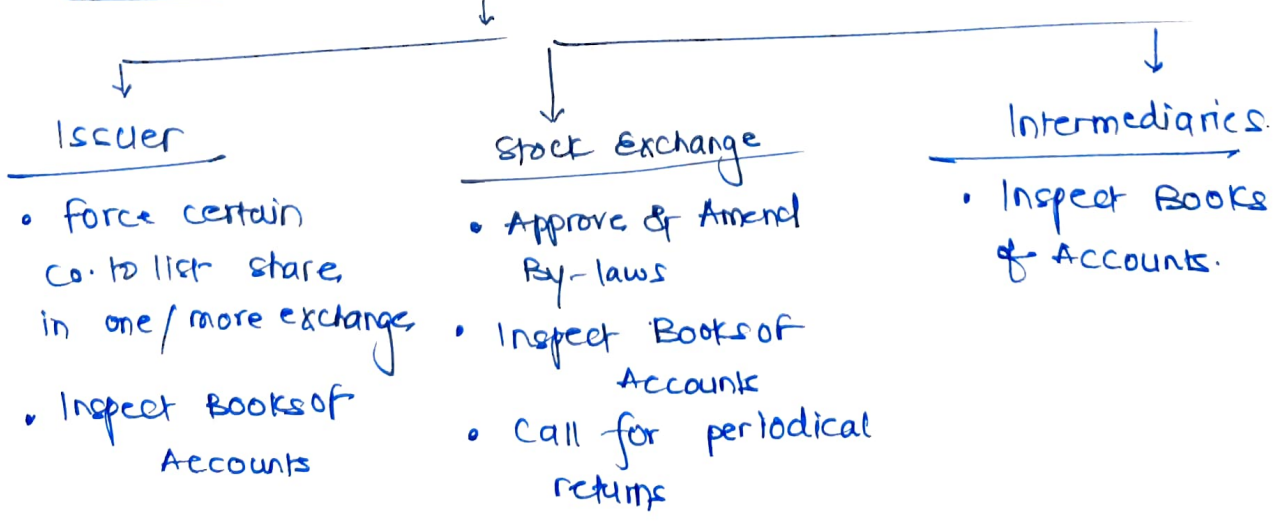 Issuer
• force certain
co. to list share,
in one/more exchange,
• Inspect Books of
Accounts
Stock Exchange
• Approve & Amend
By-laws
• Inspect Books of
Accounts
• Call for periodical
returns
Intermediaries.
• Inspect Books
of Accounts.